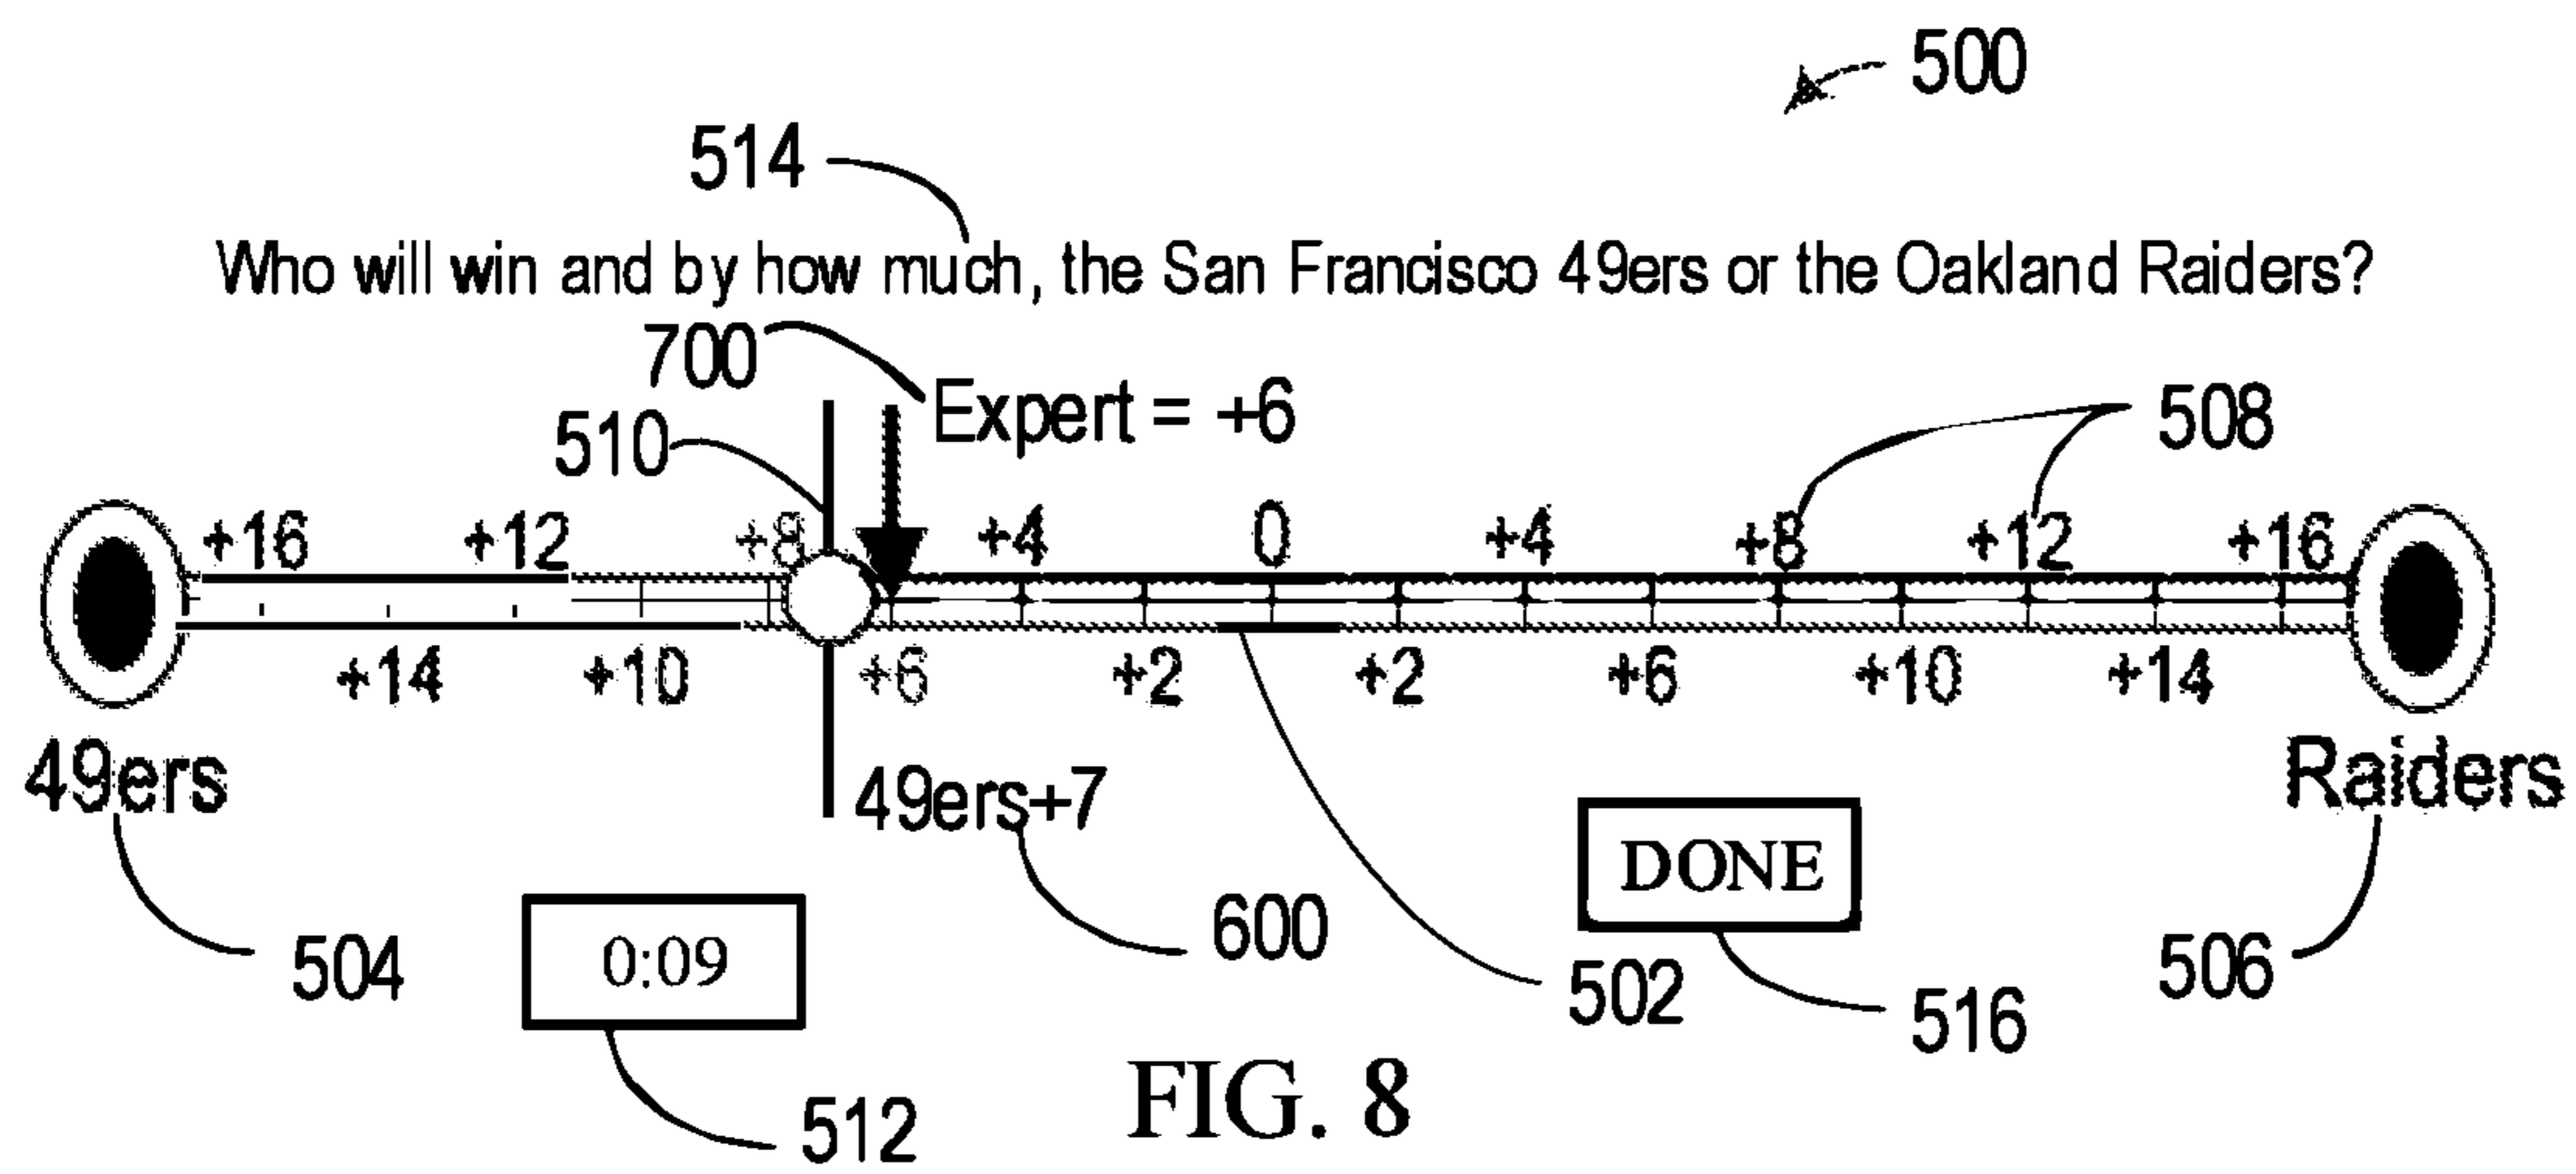 500
514
Who will win and by how much, the San Francisco 49ers or the Oakland Raiders?
700
Expert = +6
510
508
+16 +12 +8 +4 0 +4 +8 +12 +16
+14 +10 +6 +2 +2 +6 +10 +14
49ers
Raiders
49ers+7
DONE
0:09
504
600
502
516
506
512
FIG. 8